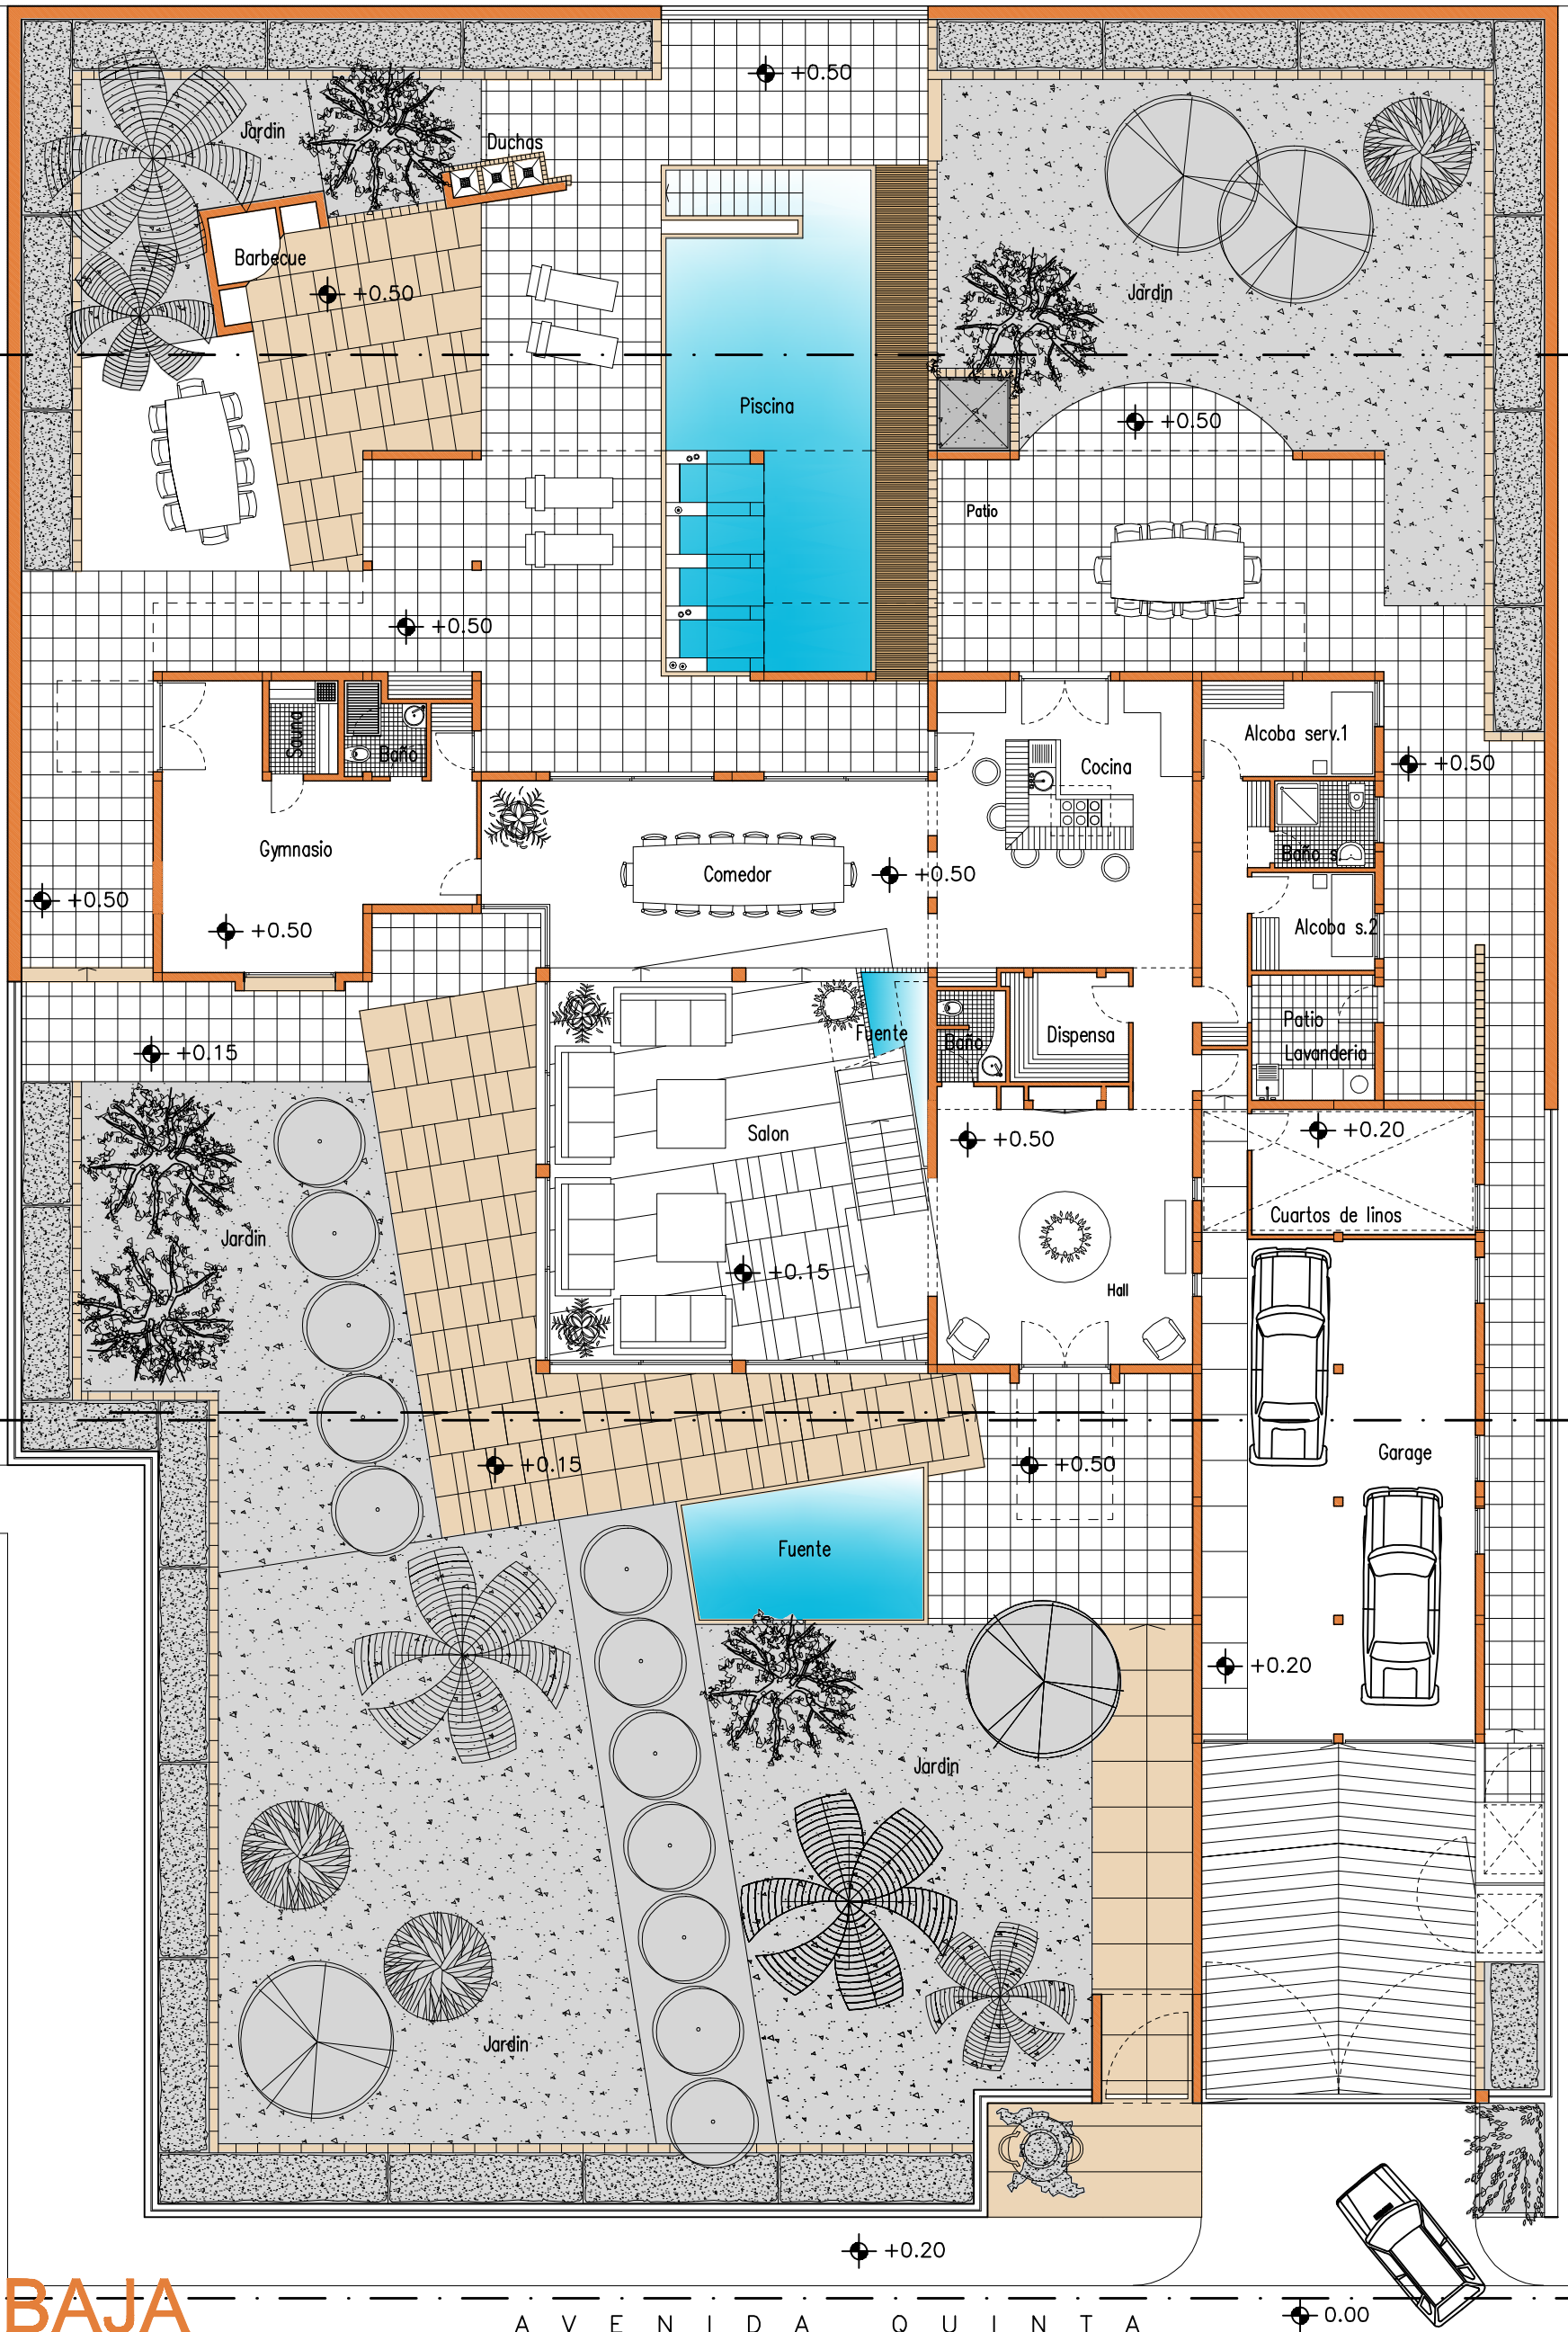 +0.50
Jardin
Duchas
Barbecue
+0.50
Jardin
Piscina
+0.50
Patio
+0.50
Sauna
Baño
Cocina
Alcoba serv.1
+0.50
Gymnasio
Comedor
+0.50
Baño s.
+0.50
+0.50
Alcoba s.2
+0.15
Fuente
Baño
Dispensa
Patio
Lavanderia
Salon
+0.50
+0.20
Jardin
Cuartos de linos
+0.15
Hall
+0.15
+0.50
Garage
Fuente
+0.20
Jardin
Jardin
+0.20
BAJA
AVENIDA QUINTA
0.00